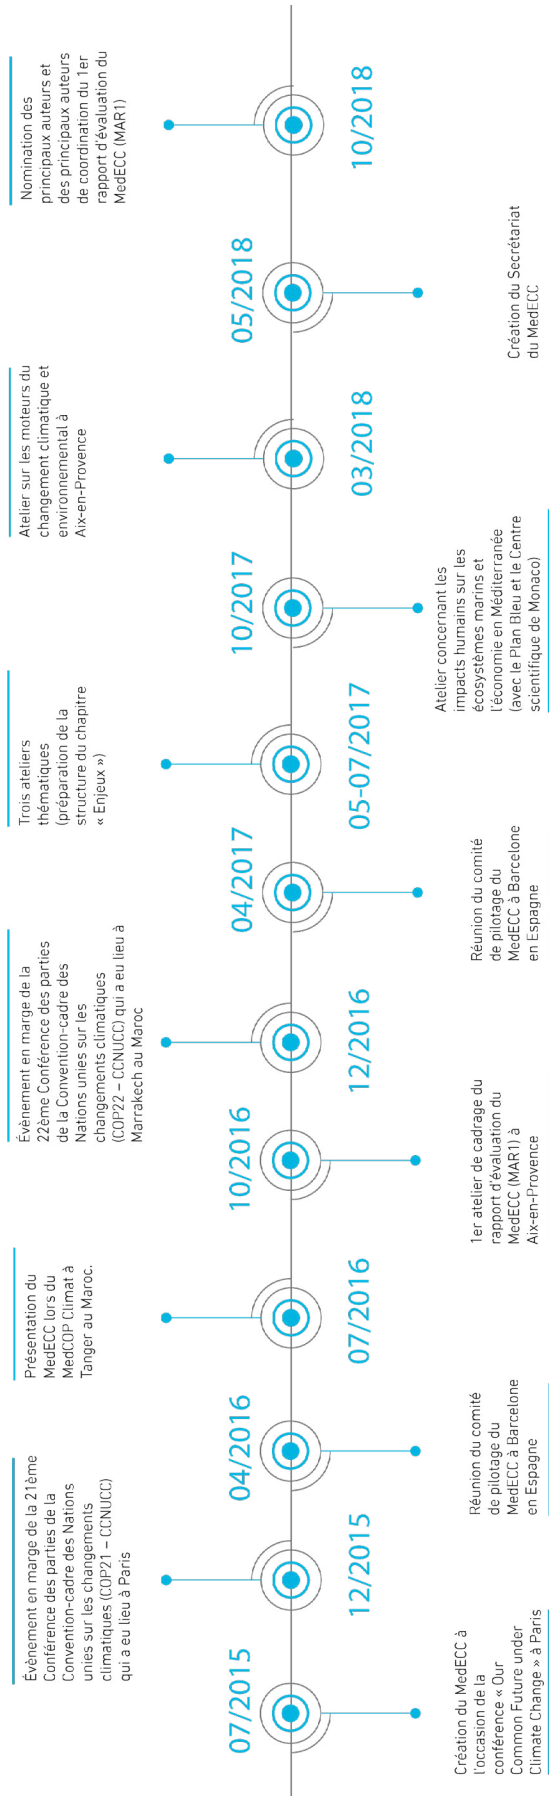 07/2015
Création du MedECC à
l'occasion de la
conférence « Our
Common Future under
Climate Change » à Paris
Évènement en marge de la 21ème
Conférence des parties de la
Convention-cadre des Nations
unies sur les changements
climatiques (COP21 – CCNUCC)
qui a eu lieu à Paris
12/2015
04/2016
Réunion du comité
de pilotage du
MedECC à Barcelone
en Espagne
Présentation du
MedECC lors du
MedCOP Climat à
Tanger au Maroc.
07/2016
10/2016
1er atelier de cadrage du
rapport d'évaluation du
MedECC (MAR1) à
Aix-en-Provence
Évènement en marge de la
22ème Conférence des parties
de la Convention-cadre des
Nations unies sur les
changements climatiques
(COP22 – CCNUCC) qui a eu lieu à
Marrakech au Maroc
12/2016
04/2017
Réunion du comité
de pilotage du
MedECC à Barcelone
en Espagne
Trois ateliers
thématiques
(préparation de la
structure du chapitre
« Enjeux »)
05-07/2017
10/2017
Atelier concernant les
impacts humains sur les
écosystèmes marins et
l'économie en Méditerranée
(avec le Plan Bleu et le Centre
scientifique de Monaco)
Atelier sur les moteurs du
changement climatique et
environnemental à
Aix-en-Provence
03/2018
05/2018
Création du Secrétariat
du MedECC
Nomination des
principaux auteurs et
des principaux auteurs
de coordination du 1er
rapport d'évaluation du
MedECC (MAR1)
10/2018